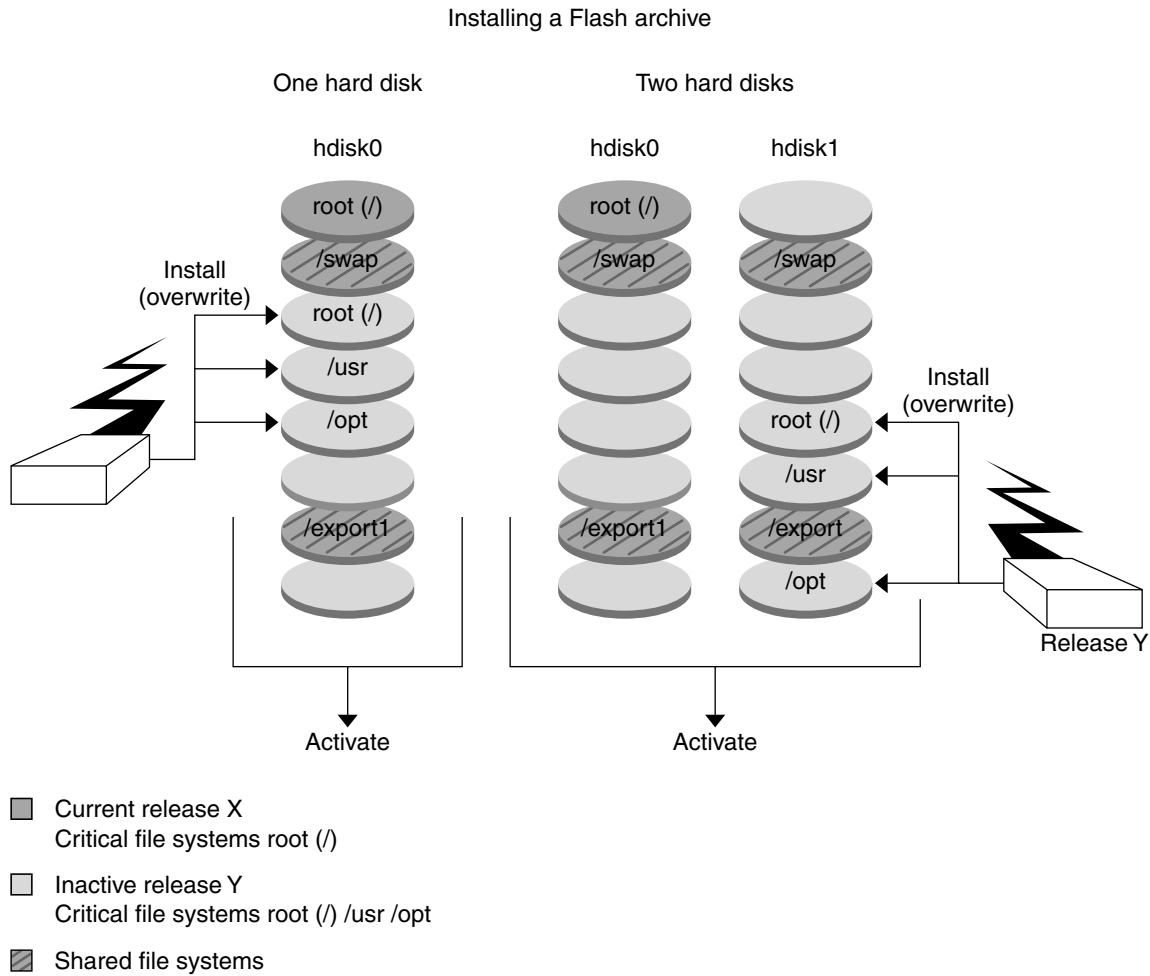 Installing a Flash archive
One hard disk
Two hard disks
hdisk0
hdisk0
hdisk1
root (/)
root (/)
/swap
/swap
/swap
Install
(overwrite)
root (/)
/usr
Install
(overwrite)
/opt
root (/)
/usr
/export1
/export1
/export
/opt
Release Y
Activate
Activate
Current release X
Critical file systems root (/)
Inactive release Y
Critical file systems root (/) /usr /opt
Shared file systems